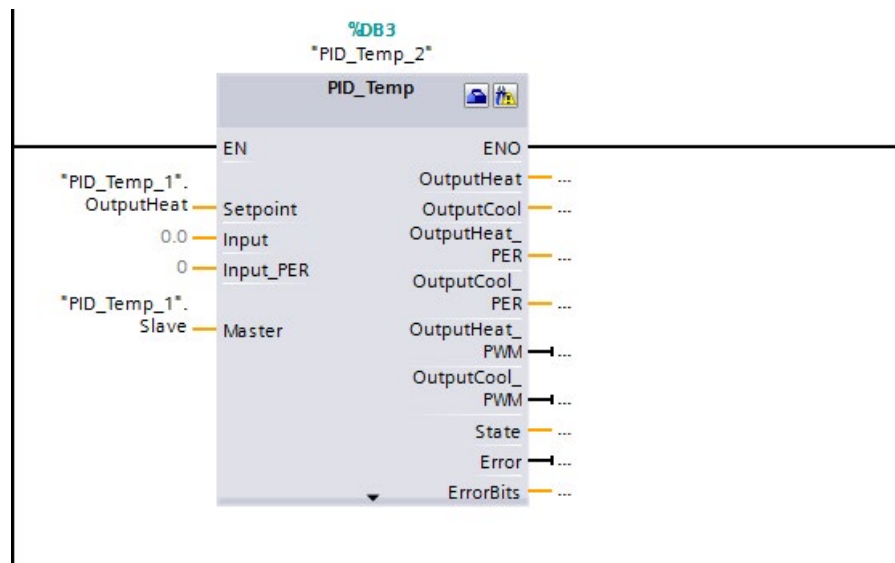 %DB3
"PID_Temp_2"
PID_Temp
EN
ENO
"PID_Temp_1".
OutputHeat
Setpoint
0.0
Input
0
Input_PER
"PID_Temp_1".
Slave
Master
OutputHeat
...
OutputCool
...
OutputHeat_
PER
...
OutputCool_
PER
...
OutputHeat_
PWM
...
OutputCool_
PWM
...
State
...
Error
...
ErrorBits
...